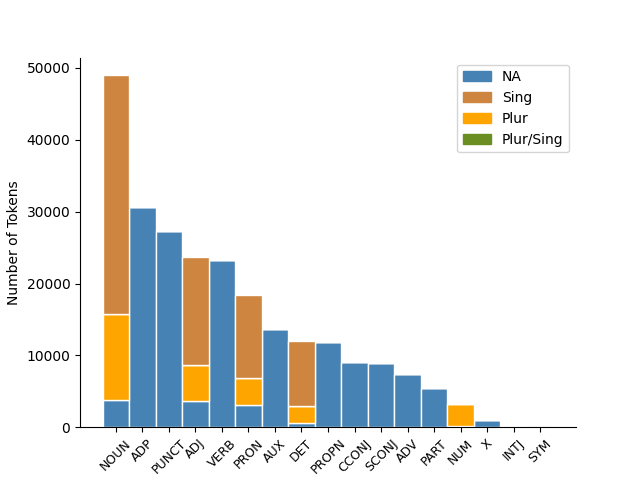 NA
Sing
Plur
Plur/Sing
Number of Tokens
50000
40000
30000
20000
10000
0
NOUN ADP PUNCT ADJ VERB PRON AUX DET PROPN CCONJ SCONJ ADV PART NUM X INTJ SYM